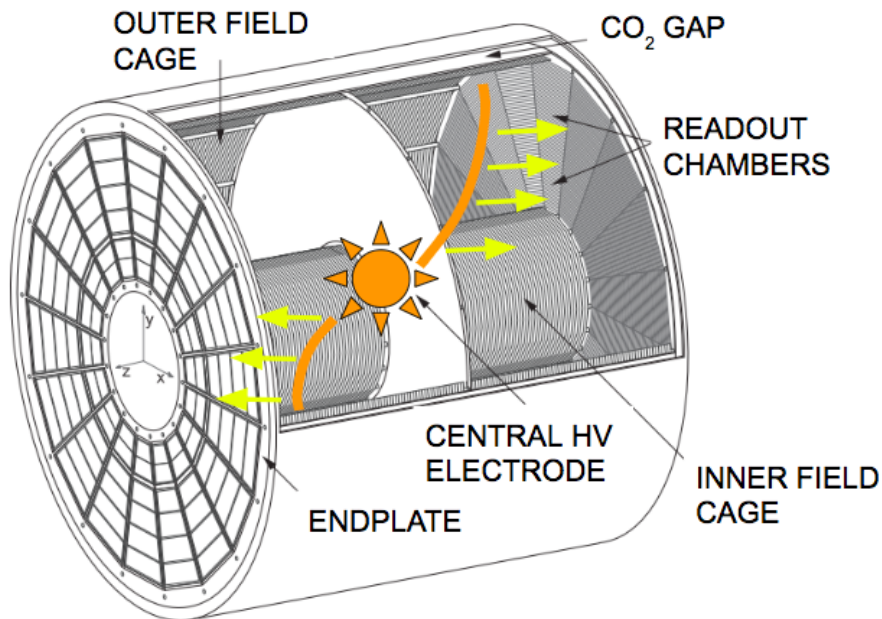 OUTER FIELD
CAGE
CO₂ GAP
READOUT
CHAMBERS
y
z
x
CENTRAL HV
ELECTRODE
INNER FIELD
CAGE
ENDPLATE